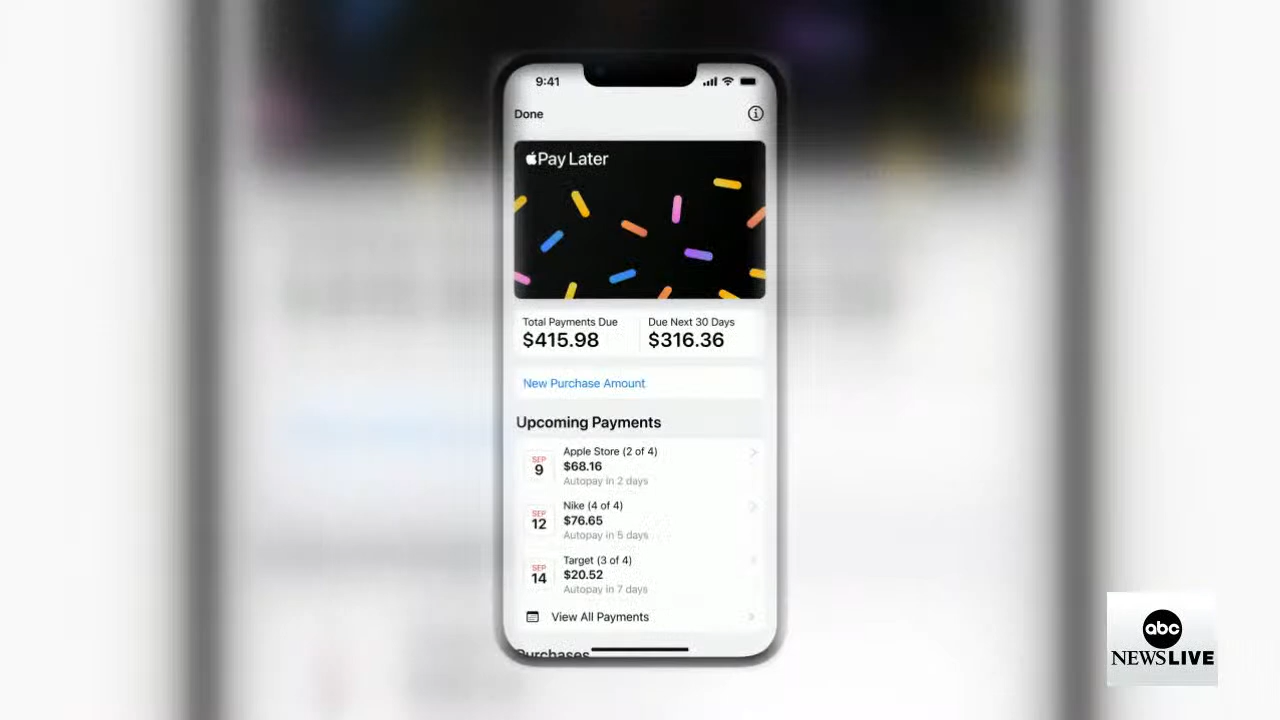 9:41
Done
Pay Later
Total Payments Due
Due Next 30 Days
$415.98
$316.36
New Purchase Amount
Upcoming Payments
SEP
9
Apple Store (2 of 4)
$68.16
Autopay in 2 days
SEP
12
Nike (4 of 4)
$76.65
Autopay in 5 days
SEP
14
Target (3 of 4)
$20.52
Autopay in 7 days
View All Payments
Purchases
abc
NEWS LIVE